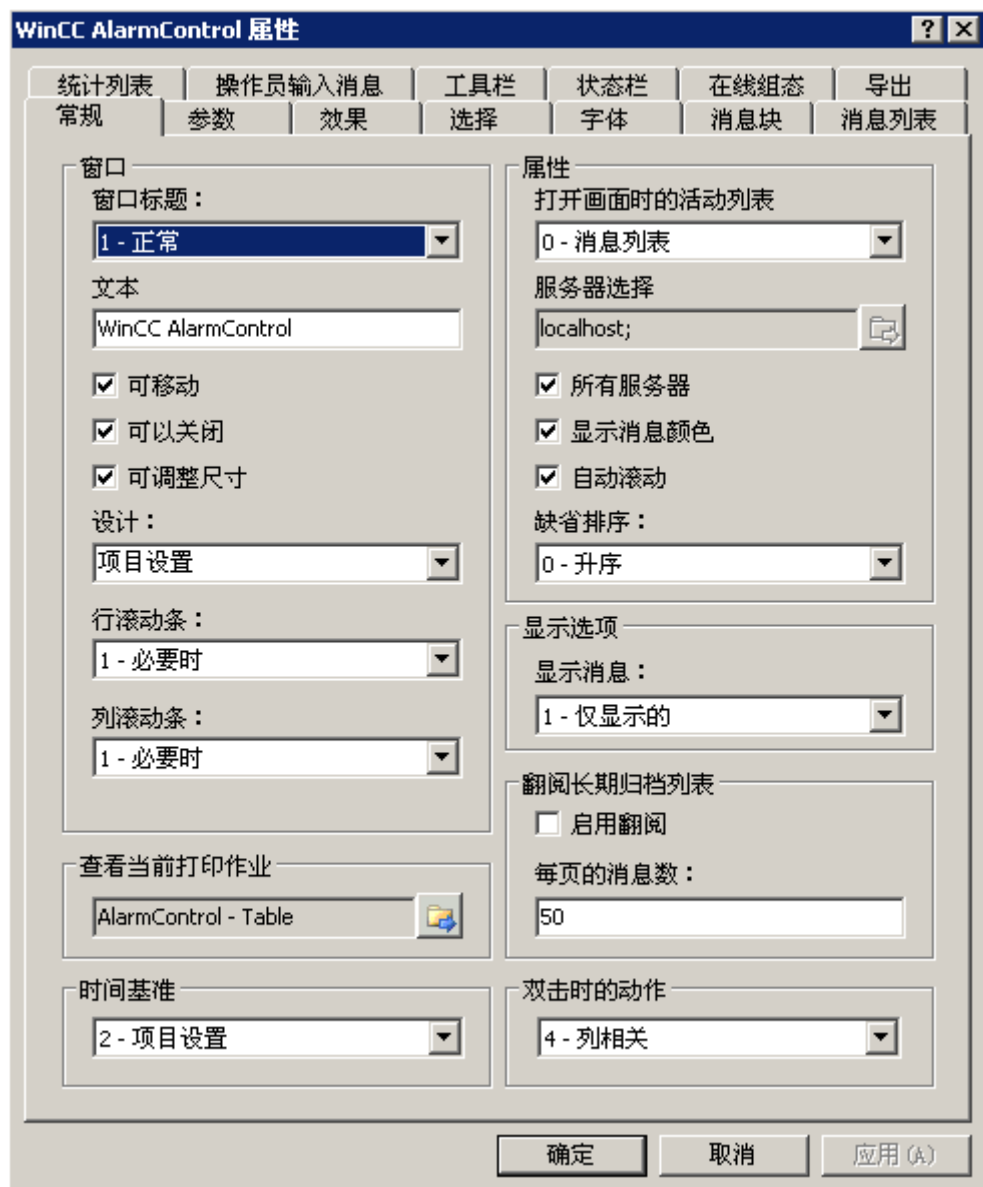 WinCC AlarmControl 属性
统计列表
操作员输入消息
工具栏
状态栏
在线组态
导出
常规
参数
效果
选择
字体
消息块
消息列表
窗口
窗口标题：
1 - 正常
文本
WinCC AlarmControl
可移动
可以关闭
可调整尺寸
设计：
项目设置
行滚动条：
1 - 必要时
列滚动条：
1 - 必要时
查看当前打印作业
AlarmControl - Table
时间基准
2 - 项目设置
属性
打开画面时的活动列表
0 - 消息列表
服务器选择
localhost;
所有服务器
显示消息颜色
自动滚动
缺省排序：
0 - 升序
显示选项
显示消息：
1 - 仅显示的
翻阅长期归档列表
启用翻阅
每页的消息数：
50
双击时的动作
4 - 列相关
确定
取消
应用(A)